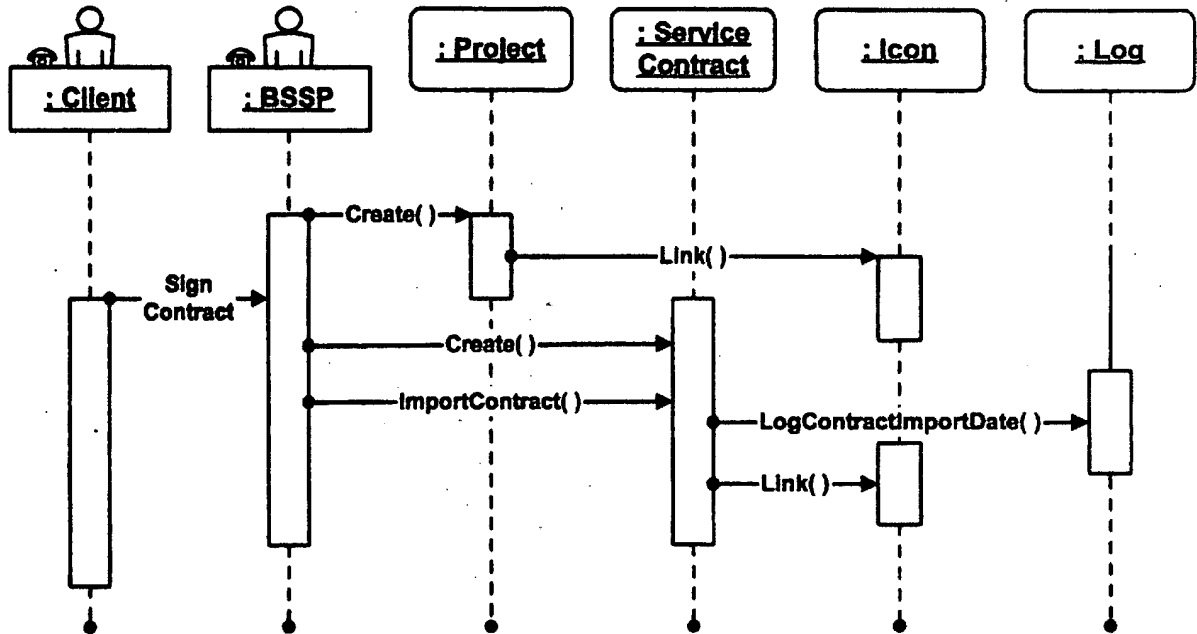 : Client
: BSSP
: Project
: Service
Contract
: Icon
: Log
Create( )
Link( )
Sign
Contract
Create( )
ImportContract( )
LogContractImportDate( )
Link( )